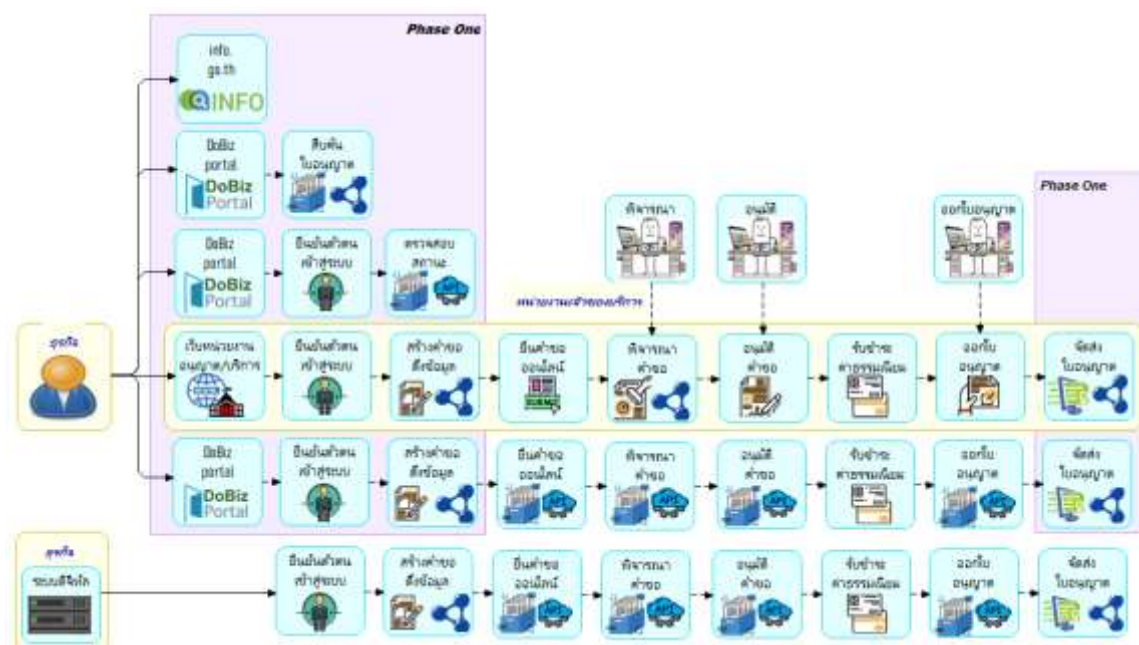 Phase One
info.
go.th
INFO
DoBiz
portal
DoBiz
Portal
สืบค้น
ใบอนุญาต
Phase One
พิจารณา
อนุมัติ
ออกใบอนุญาต
DoBiz
portal
DoBiz
Portal
ยืนยันตัวตน
เข้าสู่ระบบ
ตรวจสอบ
สถานะ
API
หน่วยงานเจ้าของบริการ
ธุรกิจ
เว็บหน่วยงาน
อนุญาต/บริการ
ยืนยันตัวตน
เข้าสู่ระบบ
สร้างคำขอ
ดึงข้อมูล
ยื่นคำขอ
ออนไลน์
พิจารณา
คำขอ
อนุมัติ
คำขอ
รับชำระ
ค่าธรรมเนียม
ออกใบ
อนุญาต
จัดส่ง
ใบอนุญาต
DoBiz
portal
DoBiz
Portal
ยืนยันตัวตน
เข้าสู่ระบบ
สร้างคำขอ
ดึงข้อมูล
ยื่นคำขอ
ออนไลน์
API
พิจารณา
คำขอ
API
อนุมัติ
คำขอ
API
รับชำระ
ค่าธรรมเนียม
ออกใบ
อนุญาต
API
จัดส่ง
ใบอนุญาต
ธุรกิจ
ระบบดิจิทัล
ยืนยันตัวตน
เข้าสู่ระบบ
สร้างคำขอ
ดึงข้อมูล
ยื่นคำขอ
ออนไลน์
API
พิจารณา
คำขอ
API
อนุมัติ
คำขอ
API
รับชำระ
ค่าธรรมเนียม
ออกใบ
อนุญาต
API
จัดส่ง
ใบอนุญาต